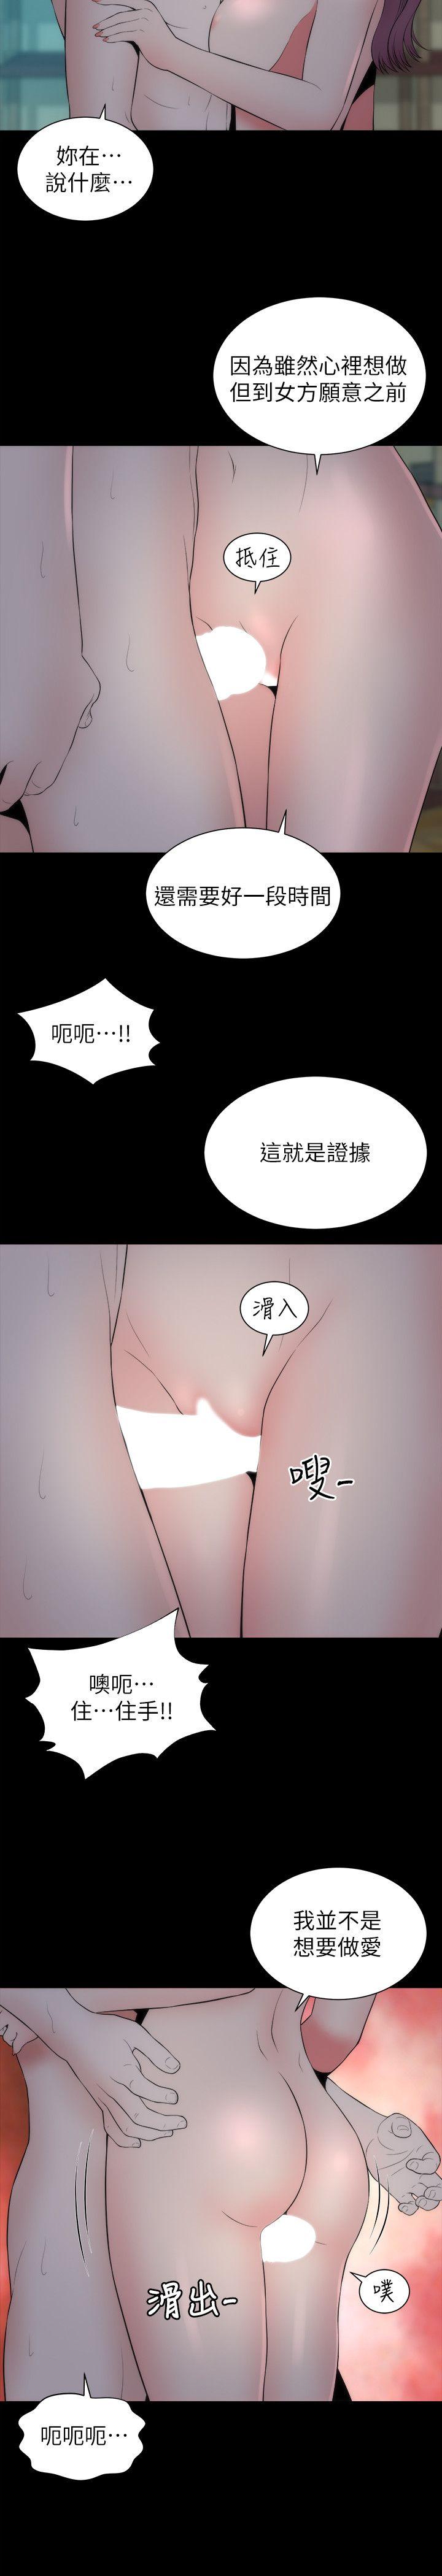 妳在⋯
說什麼⋯
因為雖然心裡想做
但到女方願意之前
抵住
還需要好一段時間
呃呃⋯!!
這就是證據
滑入
嗖-
噢呃⋯
住⋯住手!!
我並不是
想要做愛
滑出-
噗
呃呃呃⋯